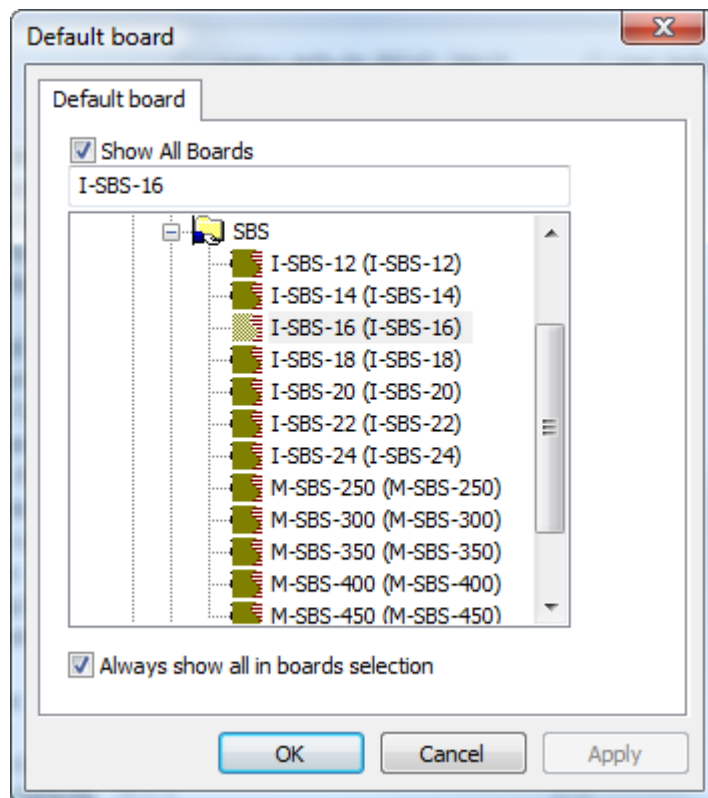 Default board
Default board
Show All Boards
I-SBS-16
SBS
I-SBS-12 (I-SBS-12)
I-SBS-14 (I-SBS-14)
I-SBS-16 (I-SBS-16)
I-SBS-18 (I-SBS-18)
I-SBS-20 (I-SBS-20)
I-SBS-22 (I-SBS-22)
I-SBS-24 (I-SBS-24)
M-SBS-250 (M-SBS-250)
M-SBS-300 (M-SBS-300)
M-SBS-350 (M-SBS-350)
M-SBS-400 (M-SBS-400)
M-SBS-450 (M-SBS-450)
Always show all in boards selection
OK Cancel Apply